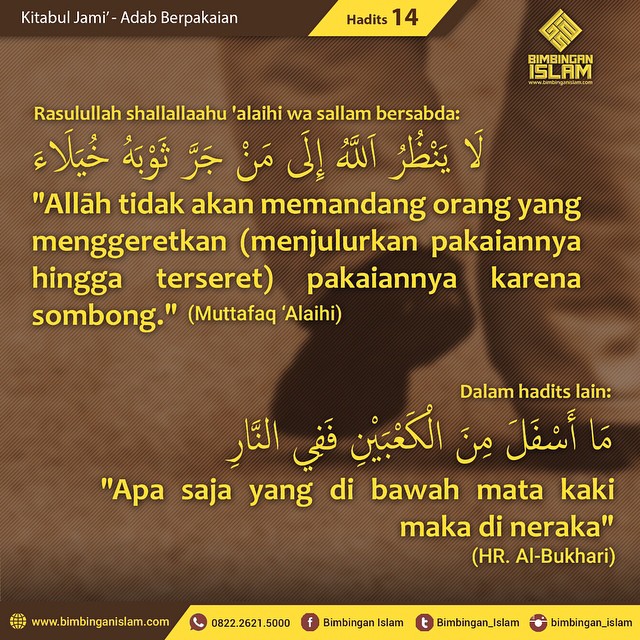 Kitabul Jami' - Adab Berpakaian
Hadits 14
BIMBINGAN
ISLAM
www.bimbinganislam.com
Rasulullah shallallaahu 'alaihi wa sallam bersabda:
لَا يَنْظُرُ اَللَّهُ إِلَى مَنْ جَرَّ ثَوْبَهُ خُيَلَاءَ
"Allāh tidak akan memandang orang yang
menggeretkan (menjulurkan pakaiannya
hingga terseret) pakaiannya karena
sombong." (Muttafaq 'Alaihi)
Dalam hadits lain:
مَا أَسْفَلَ مِنَ الْكَعْبَيْنِ فَفِي النَّارِ
"Apa saja yang di bawah mata kaki
maka di neraka"
(HR. Al-Bukhari)
www.bimbinganislam.com 0822.2621.5000 Bimbingan Islam Bimbingan_Islam bimbingan_islam